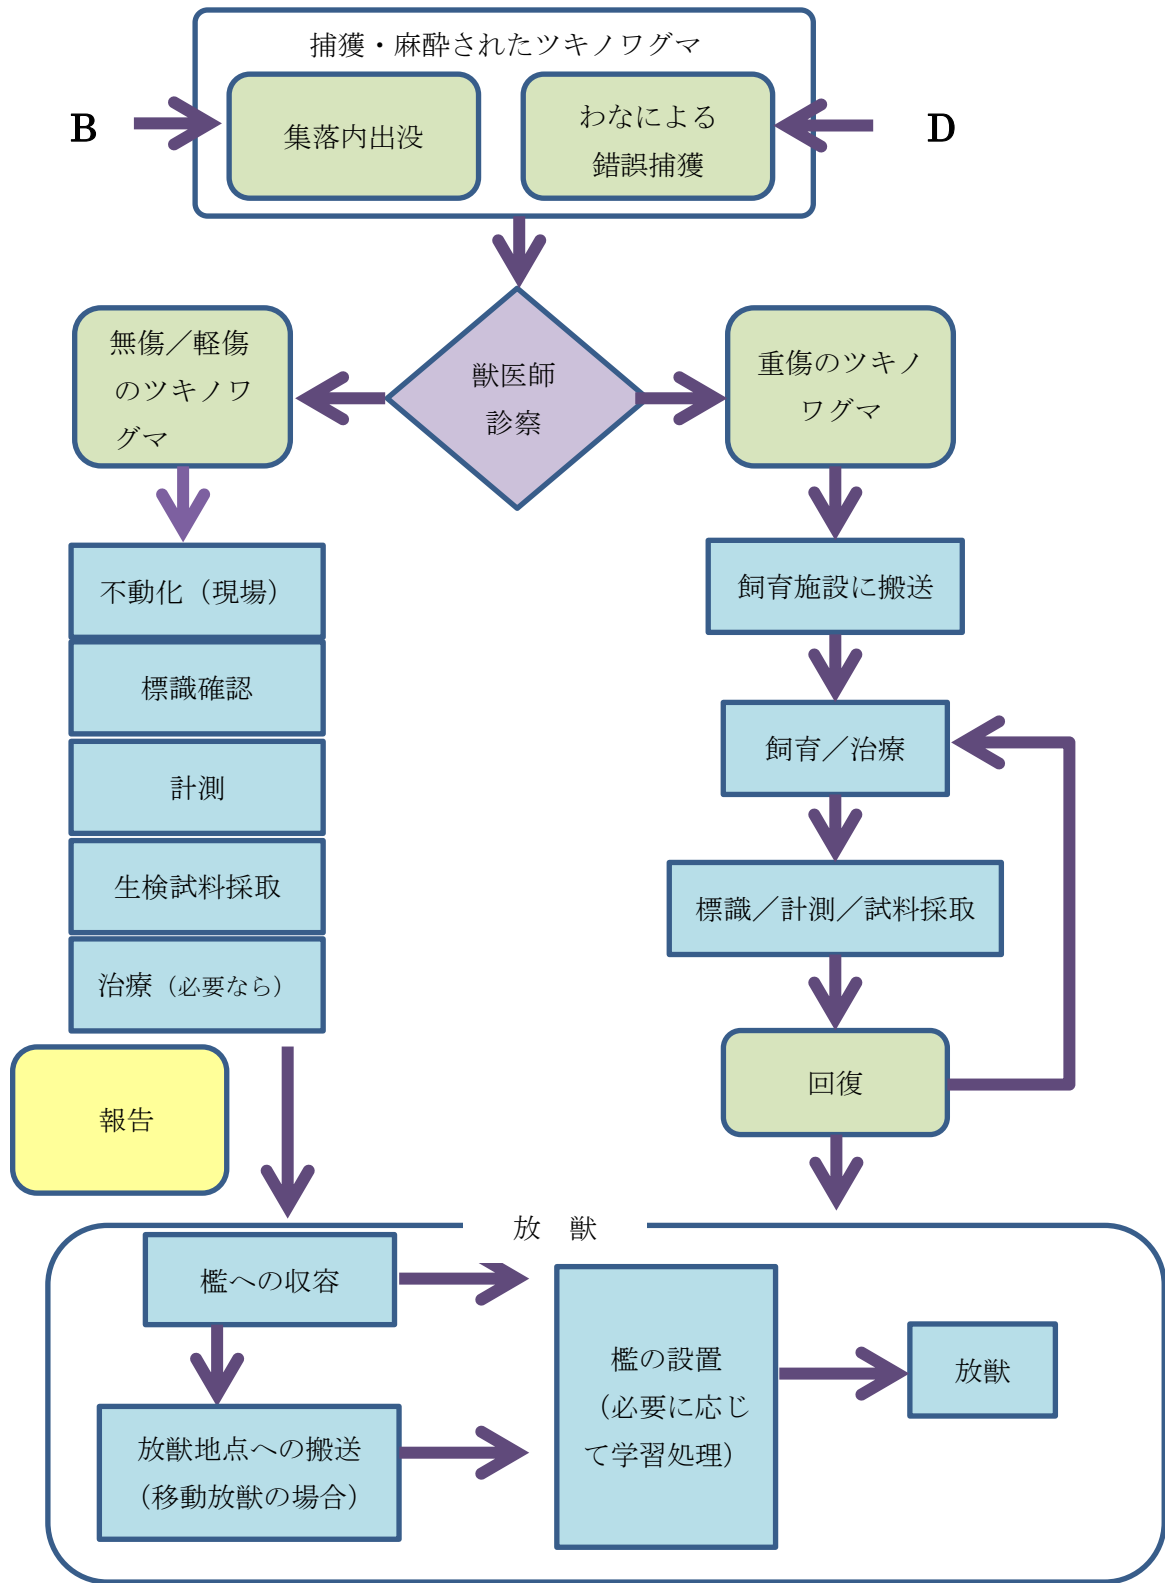 捕獲・麻酔されたツキノワグマ
B
集落内出没
わなによる
錯誤捕獲
D
無傷／軽傷
のツキノワ
グマ
獣医師
診察
重傷のツキノ
ワグマ
不動化（現場）
標識確認
計測
生検試料採取
治療（必要なら）
報告
飼育施設に搬送
飼育／治療
標識／計測／試料採取
回復
放　獣
檻への収容
放獣地点への搬送
（移動放獣の場合）
檻の設置
（必要に応じ
て学習処理）
放獣